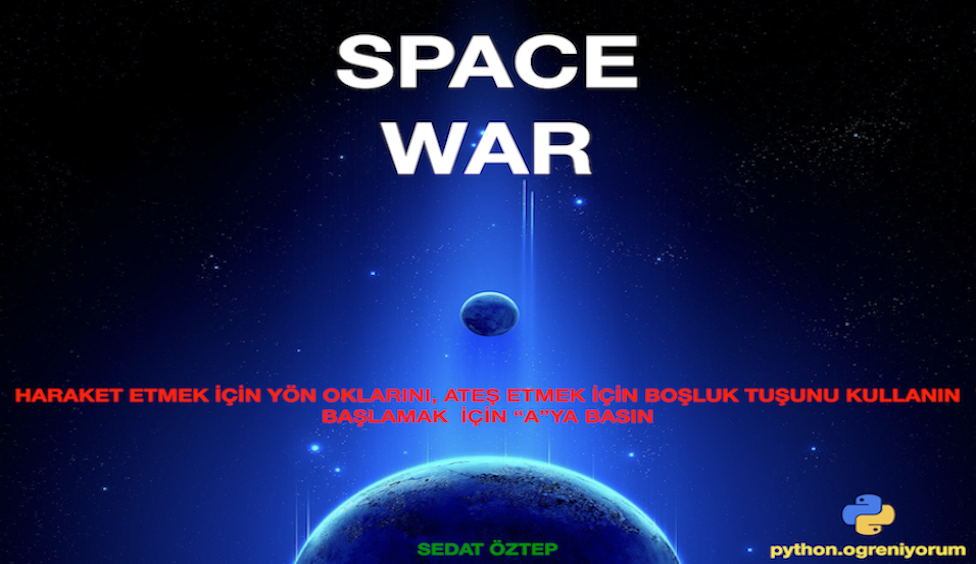 SPACE
WAR
HARAKET ETMEK İÇİN YÖN OKLARINI, ATEŞ ETMEK İÇİN BOŞLUK TUŞUNU KULLANIN
BAŞLAMAK İÇİN “A”YA BASIN
SEDAT ÖZTEP
python.ogreniyorum